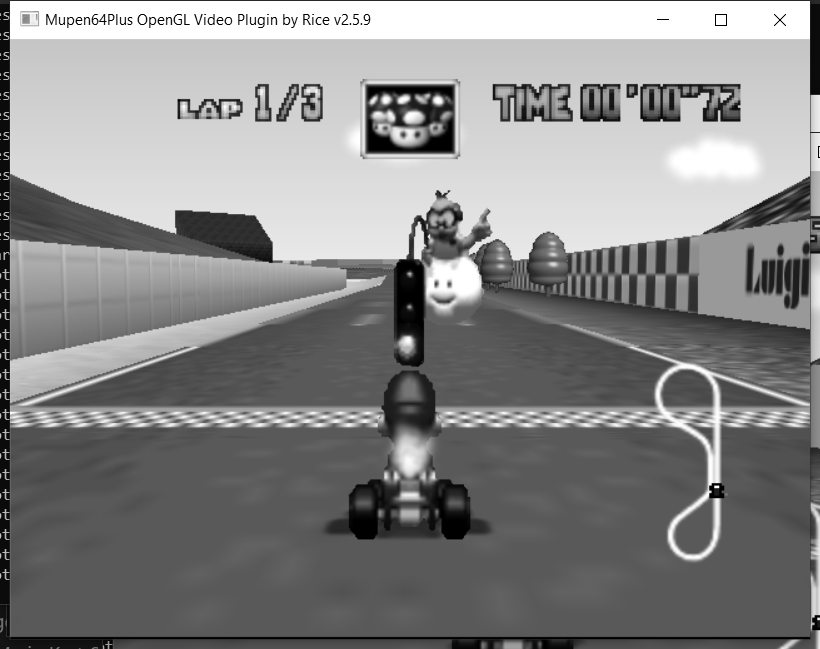 Mupen64Plus OpenGL Video Plugin by Rice v2.5.9
LAP 1/3
TIME 00'00"72
Luigi